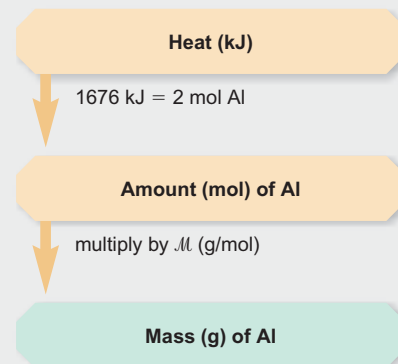 Heat (kJ)
1676 kJ = 2 mol Al
Amount (mol) of Al
multiply by ℳ (g/mol)
Mass (g) of Al